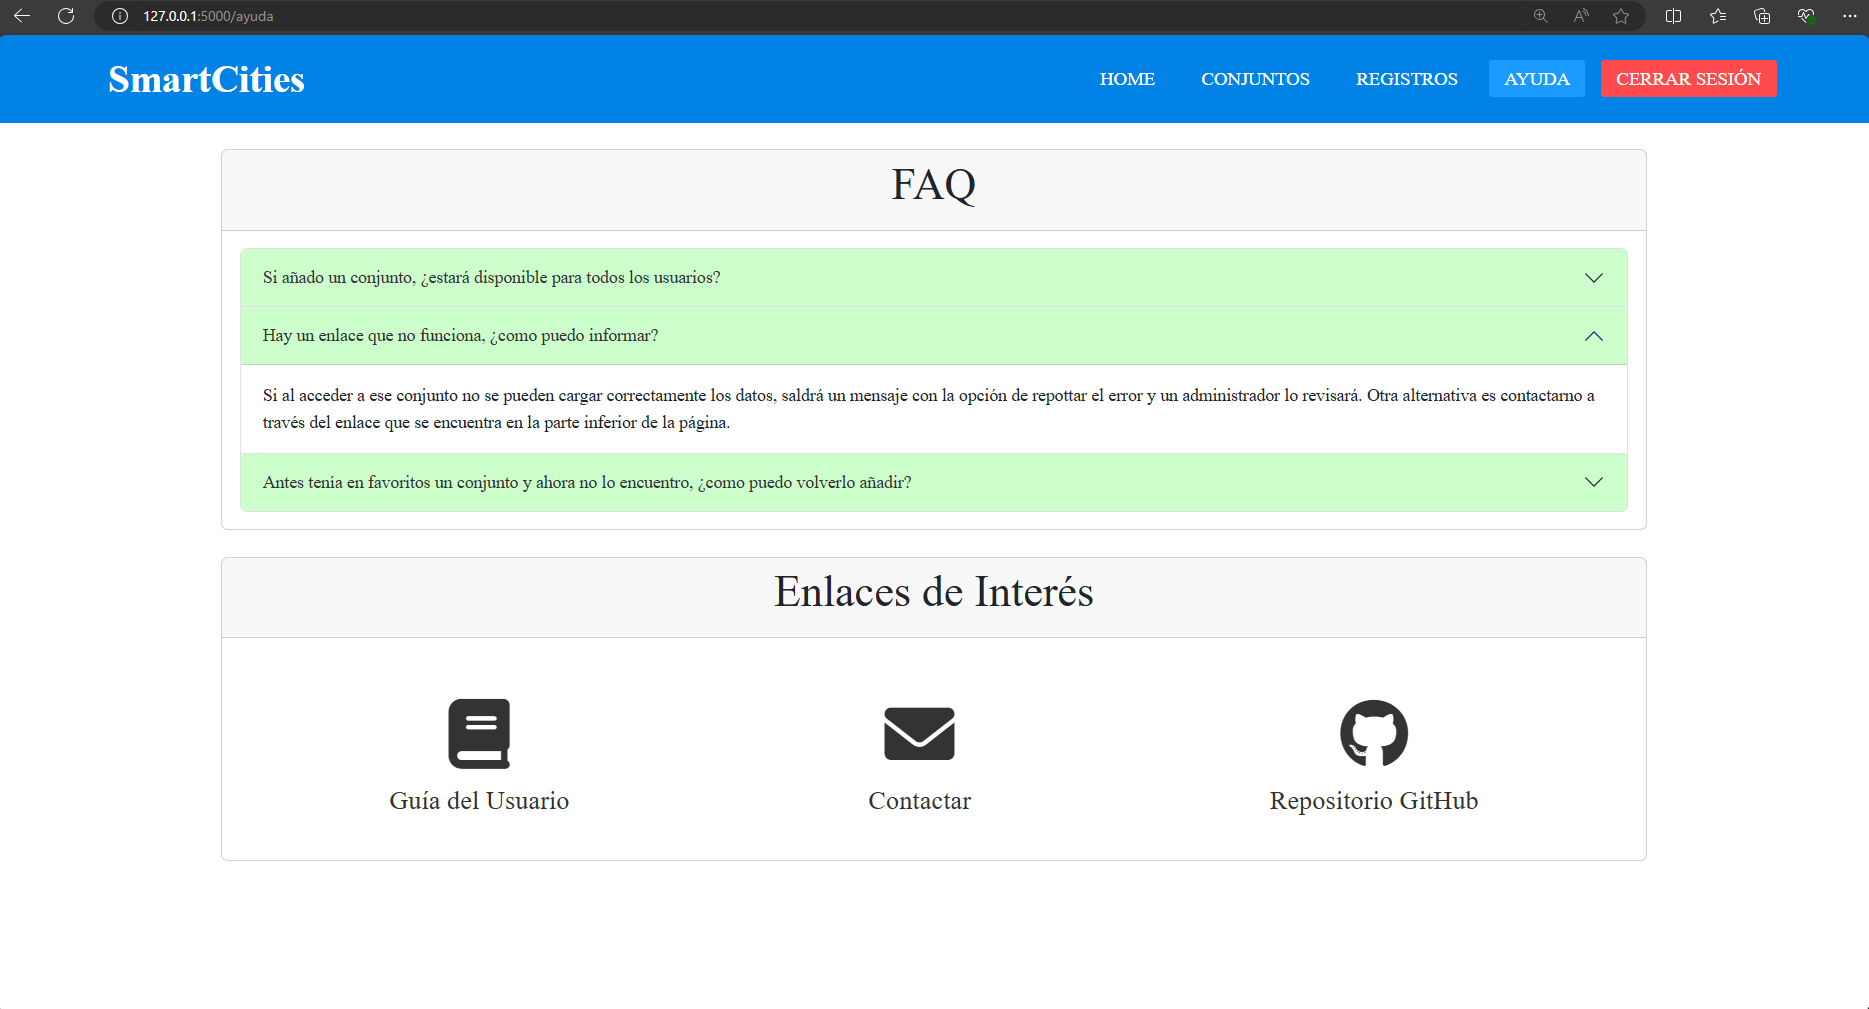 127.0.0.1:5000/ayuda
SmartCities
HOME
CONJUNTOS
REGISTROS
AYUDA
CERRAR SESIÓN
FAQ
Si añado un conjunto, ¿estará disponible para todos los usuarios?
Hay un enlace que no funciona, ¿como puedo informar?
Si al acceder a ese conjunto no se pueden cargar correctamente los datos, saldrá un mensaje con la opción de repottar el error y un administrador lo revisará. Otra alternativa es contactarno a
través del enlace que se encuentra en la parte inferior de la página.
Antes tenía en favoritos un conjunto y ahora no lo encuentro, ¿como puedo volverlo añadir?
Enlaces de Interés
Guía del Usuario
Contactar
Repositorio GitHub